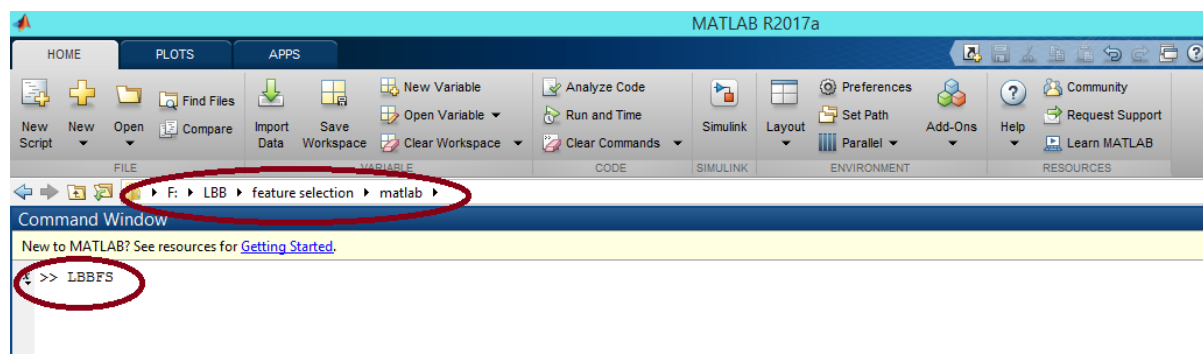 MATLAB R2017a
HOME PLOTS APPS
New Script New Open Find Files Compare Import Data Save Workspace New Variable Open Variable Clear Workspace Analyze Code Run and Time Clear Commands Simulink Layout Preferences Set Path Parallel Add-Ons Help Community Request Support Learn MATLAB
FILE VARIABLE CODE SIMULINK ENVIRONMENT RESOURCES
F: LBB feature selection matlab
Command Window
New to MATLAB? See resources for Getting Started.
>> LBBFS